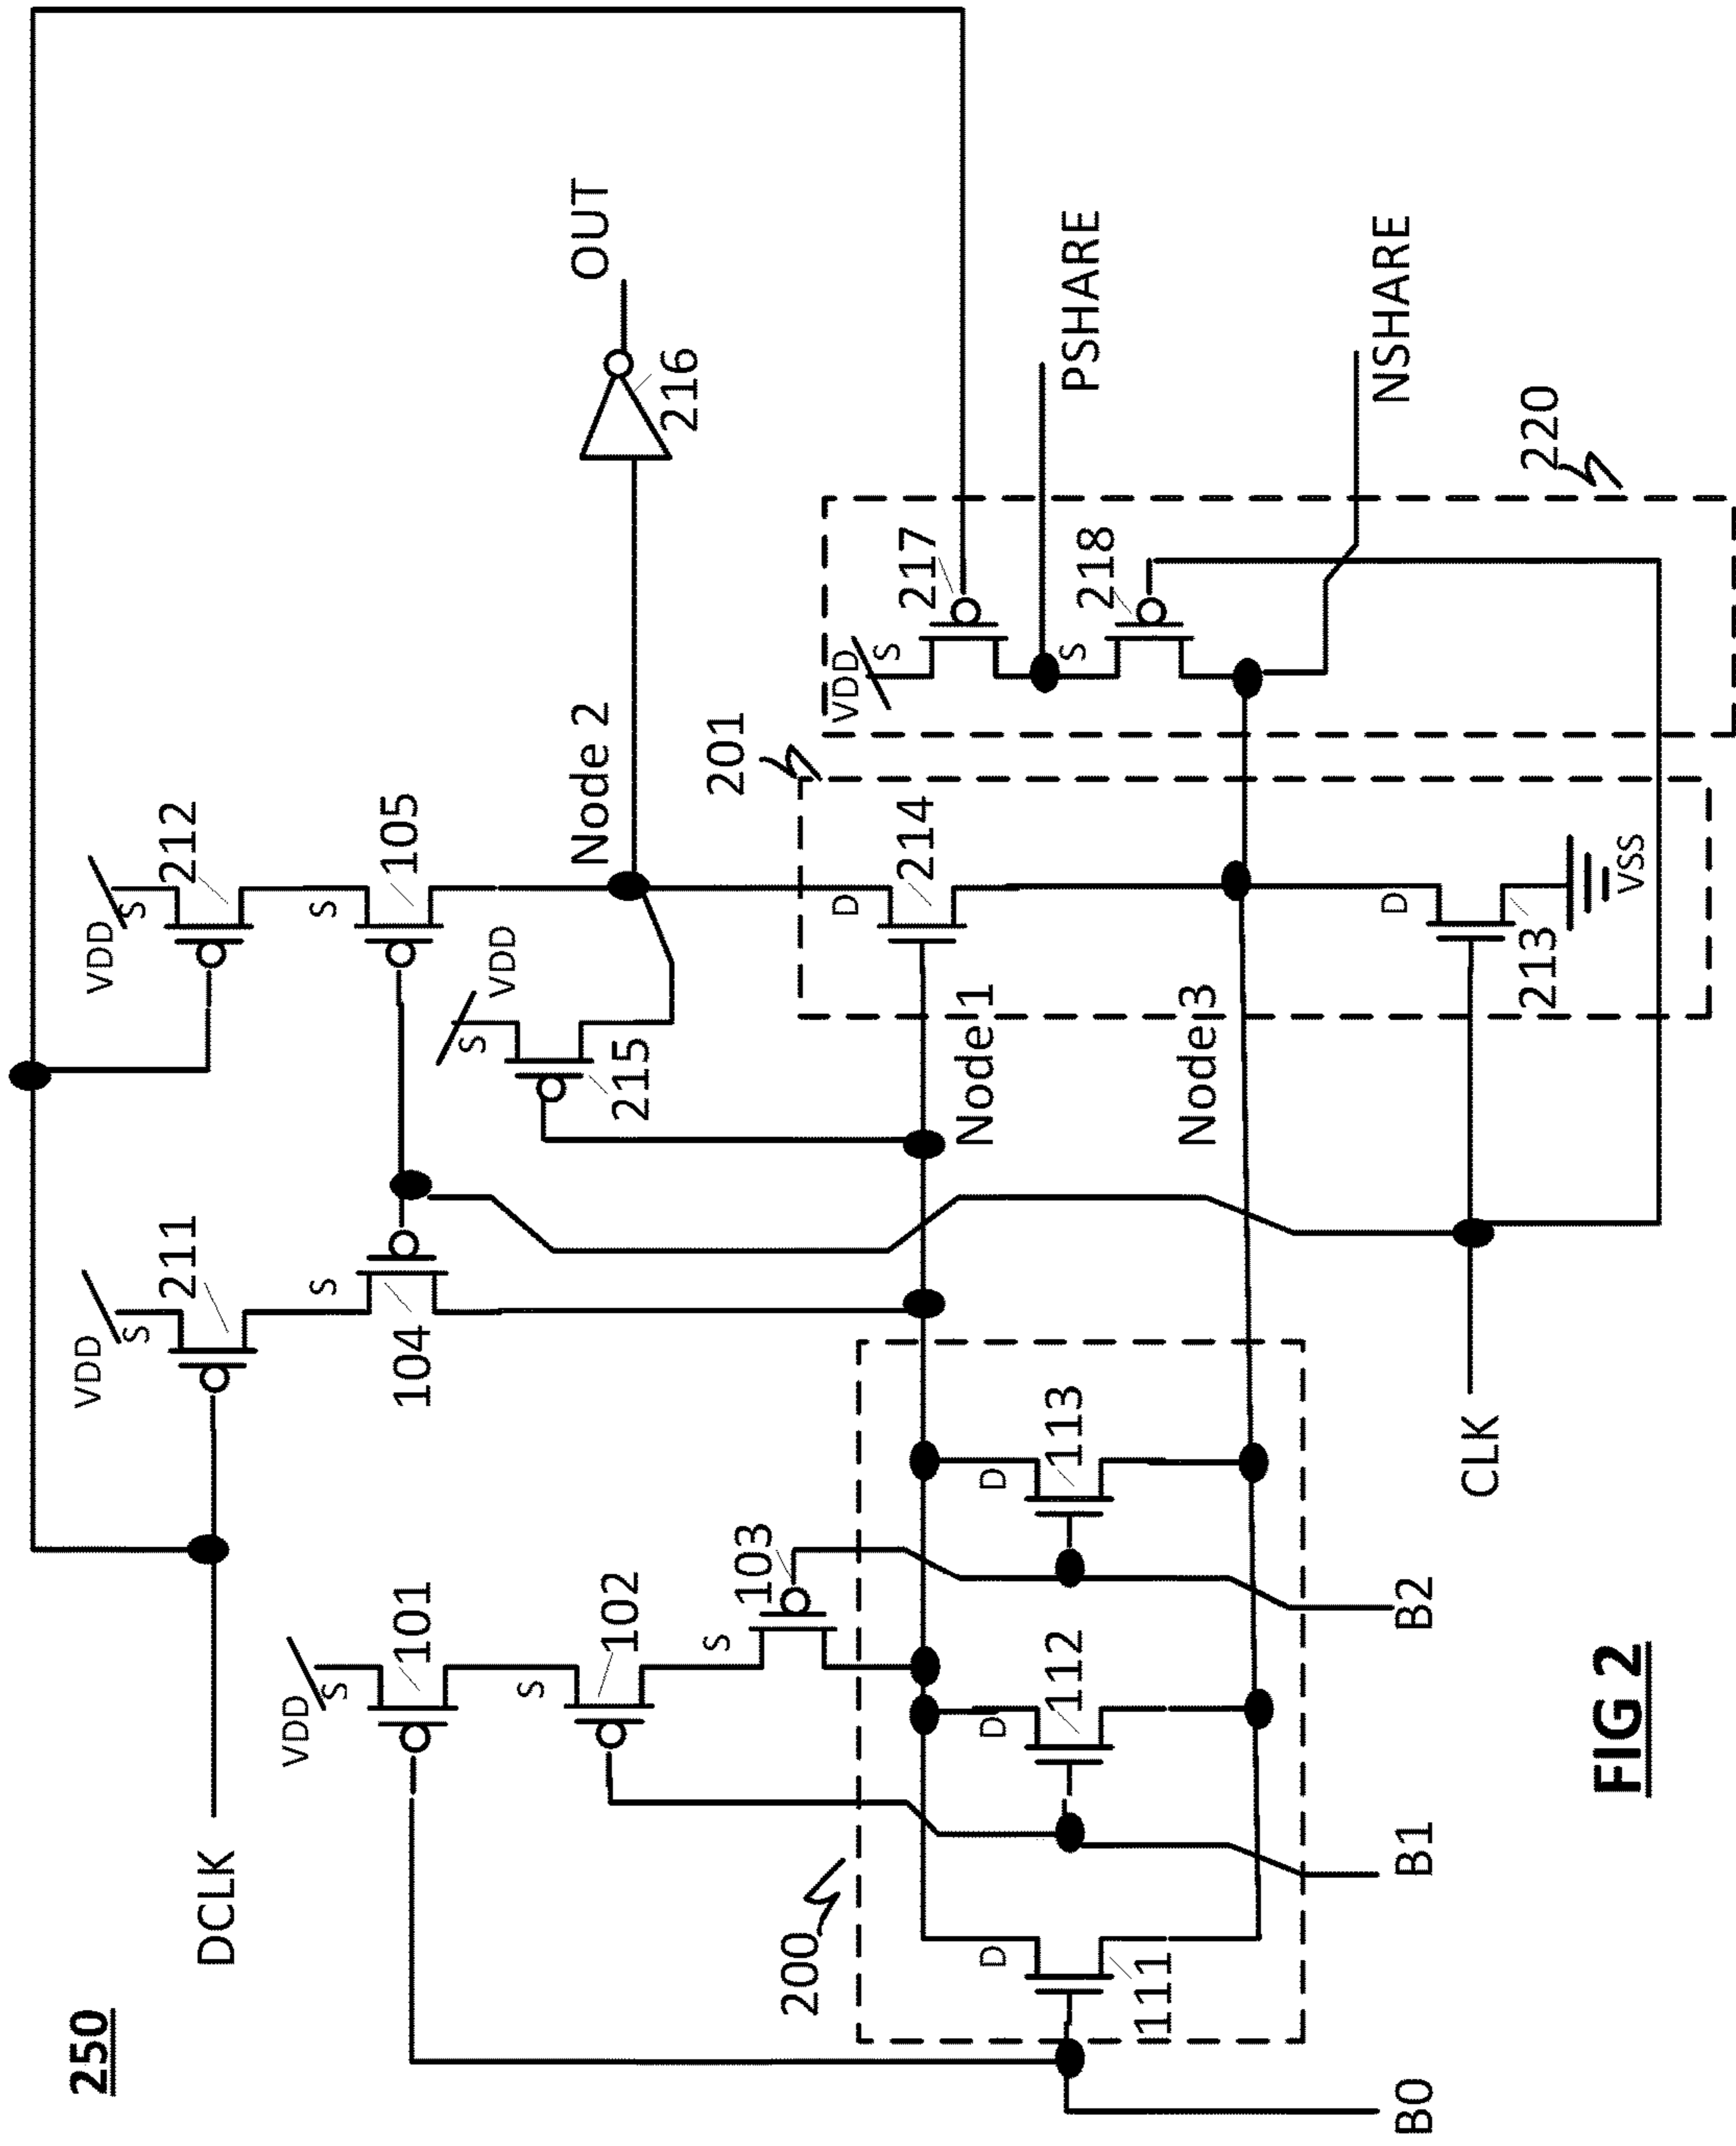 250
DCLK
VDD
S
211
VDD
S
212
S
104
S
105
VDD
S
101
S
102
S
103
VDD
S
215
Node 2
216
OUT
200
201
D
111
D
112
D
113
Node 1
D
214
VDD
S
217
PSHARE
S
218
Node 3
D
213
VSS
NSHARE
220
B0
B1
B2
CLK
FIG 2